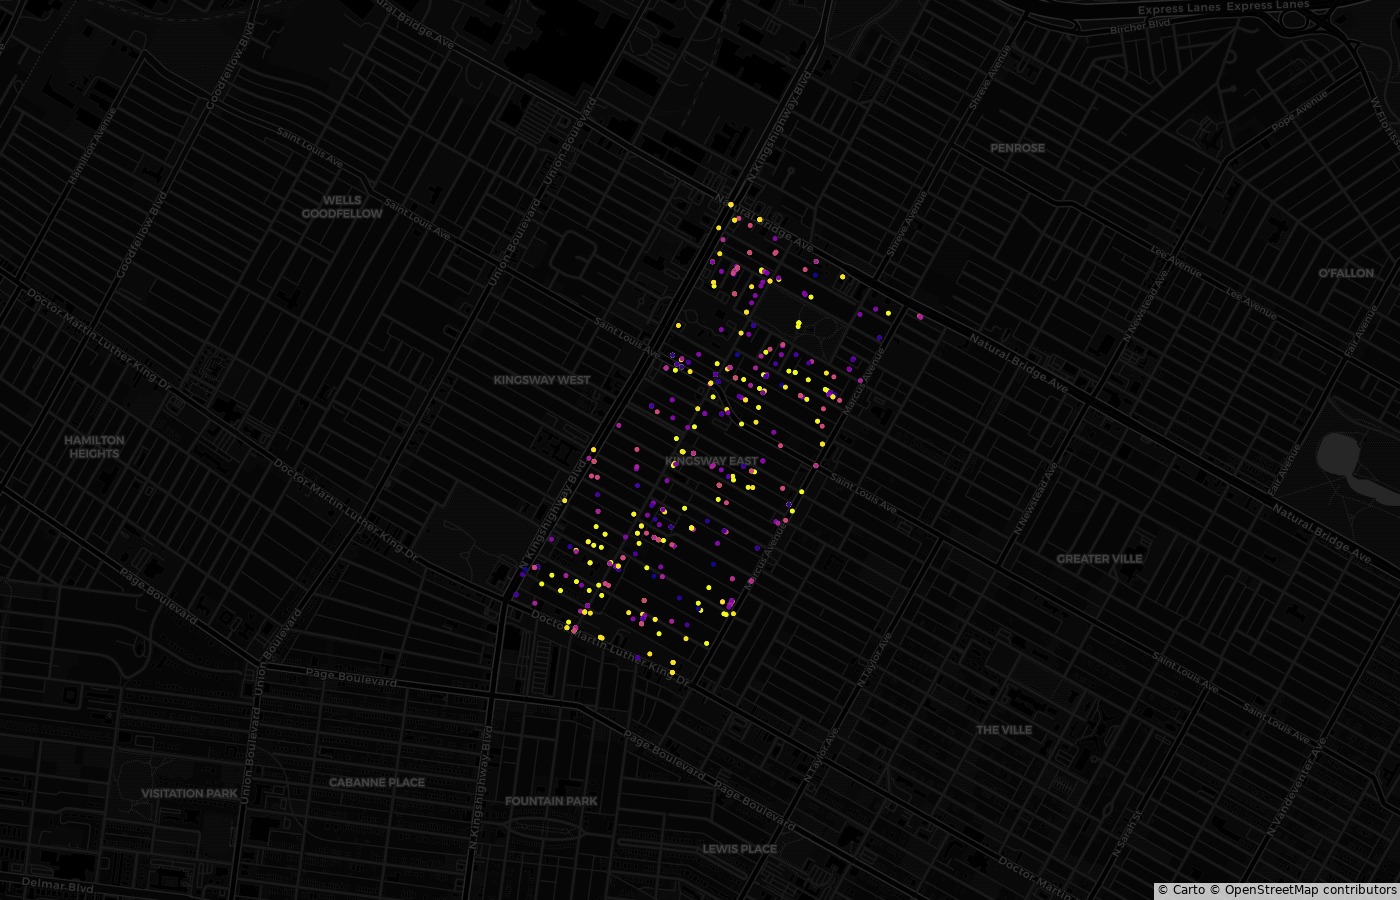 Express Lanes
Express Lanes
Bircher Blvd
Natural Bridge Ave
Goodfellow Blvd
Shreve Avenue
N Kingshighway Blvd
Union Boulevard
Pope Avenue
Hamilton Avenue
Saint Louis Ave
PENROSE
WELLS
GOODFELLOW
Saint Louis Ave
Natural Bridge Ave
Shreve Avenue
Goodfellow Blvd
Union Boulevard
Lee Avenue
O'FALLON
Lee Avenue
N Newstead Ave
Doctor Martin Luther King Dr
Saint Louis Ave
Natural Bridge Ave
Fair Avenue
KINGSWAY WEST
Marcus Avenue
HAMILTON
HEIGHTS
KINGSWAY EAST
Doctor Martin Luther King Dr
N Kingshighway Blvd
Saint Louis Ave
N Newstead Ave
Fair Avenue
Natural Bridge Ave
GREATER VILLE
Marcus Avenue
Page Boulevard
Union Boulevard
Doctor Martin Luther King Dr
N Taylor Ave
Saint Louis Ave
Page Boulevard
Saint Louis Ave
THE VILLE
Union Boulevard
N Kingshighway Blvd
Page Boulevard
N Taylor Ave
CABANNE PLACE
VISITATION PARK
FOUNTAIN PARK
Page Boulevard
N Vandeventer Ave
N Sarah St
LEWIS PLACE
Delmar Blvd
Doctor Martin
© Carto © OpenStreetMap contributors